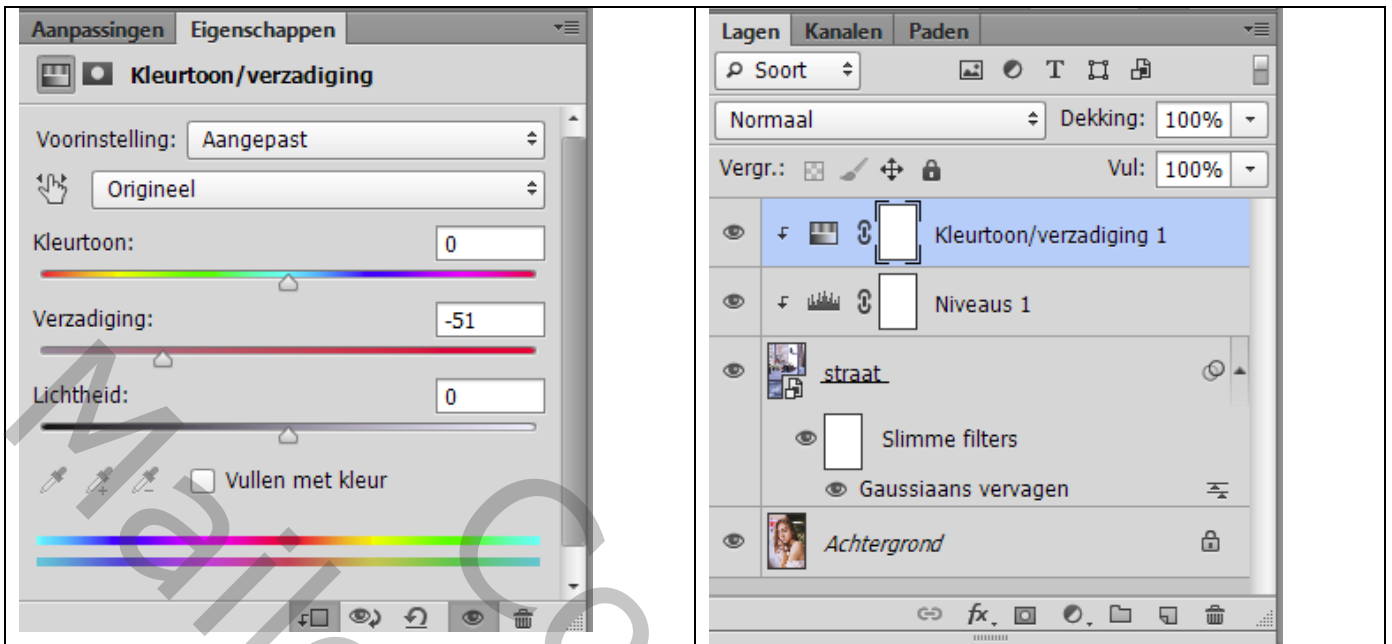 Aanpassingen Eigenschappen
Kleurtoon/verzadiging
Voorinstelling: Aangepast
Origineel
Kleurtoon: 0
Verzadiging: -51
Lichtheid: 0
Vullen met kleur
Lagen Kanalen Paden
Soort
Normaal Dekking: 100%
Vergr.: Vul: 100%
Kleurtoon/verzadiging 1
Niveaus 1
straat
Slimme filters
Gaussiaans vervagen
Achtergrond
fx.